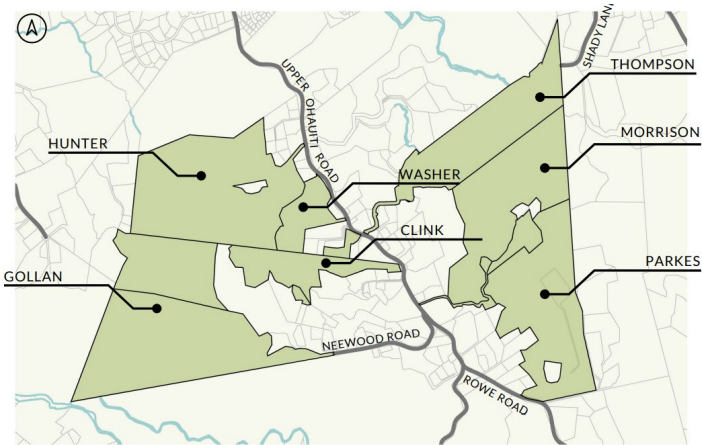 SHADY LANE
THOMPSON
UPPER OHAUITI ROAD
MORRISON
HUNTER
WASHER
CLINK
GOLLAN
PARKES
NEEWOOD ROAD
ROWE ROAD